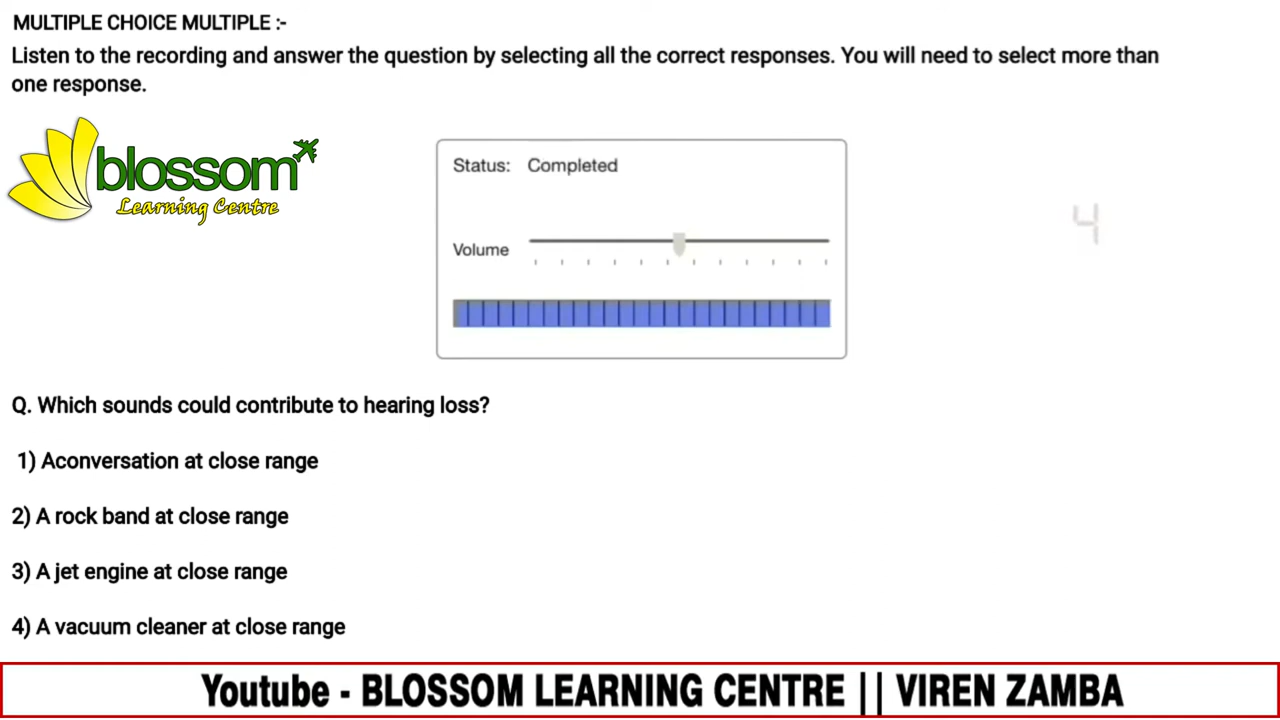 MULTIPLE CHOICE MULTIPLE :-
Listen to the recording and answer the question by selecting all the correct responses. You will need to select more than
one response.
blossom
Learning Centre
Status: Completed
4
Volume
Q. Which sounds could contribute to hearing loss?
1) Aconversation at close range
2) A rock band at close range
3) A jet engine at close range
4) A vacuum cleaner at close range
Youtube - BLOSSOM LEARNING CENTRE || VIREN ZAMBA